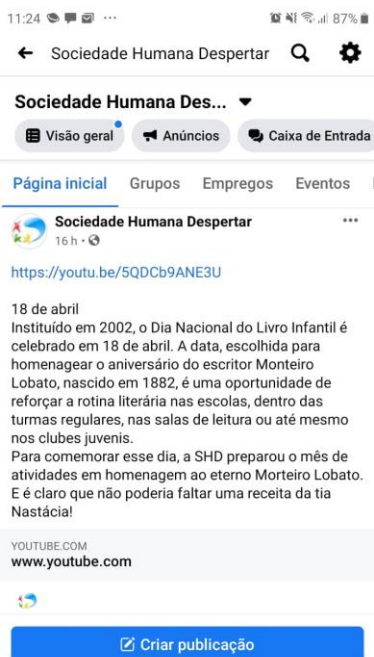 11:24 ... 87%
Sociedade Humana Despertar
Sociedade Humana Des...
Visão geral Anúncios Caixa de Entrada
Página inicial Grupos Empregos Eventos
Sociedade Humana Despertar
16 h ·
https://youtu.be/5QDCb9ANE3U
18 de abril
Instituído em 2002, o Dia Nacional do Livro Infantil é
celebrado em 18 de abril. A data, escolhida para
homenagear o aniversário do escritor Monteiro
Lobato, nascido em 1882, é uma oportunidade de
reforçar a rotina literária nas escolas, dentro das
turmas regulares, nas salas de leitura ou até mesmo
nos clubes juvenis.
Para comemorar esse dia, a SHD preparou o mês de
atividades em homenagem ao eterno Morteiro Lobato.
E é claro que não poderia faltar uma receita da tia
Nastácia!
YOUTUBE.COM
www.youtube.com
Criar publicação